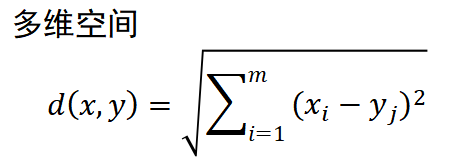 多维空间
d(x, y) = √(∑_{i=1}^{m} (x_i − y_j)^2)